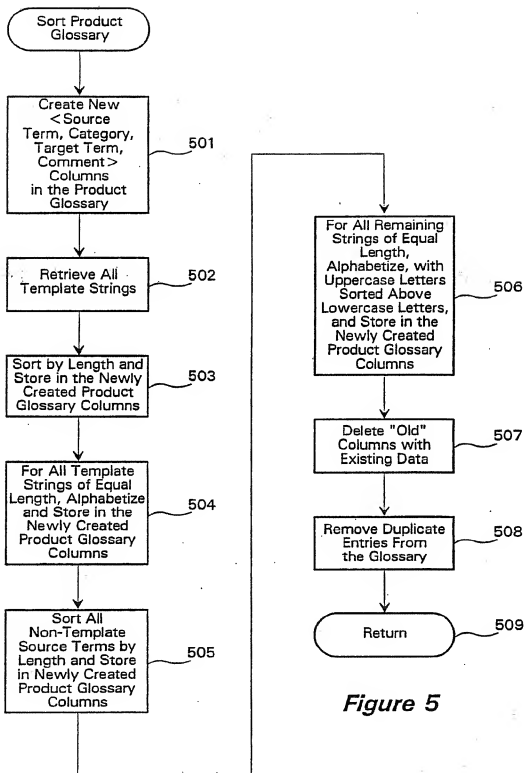 Sort Product
Glossary
Create New
<Source
Term, Category,
Target Term,
Comment>
Columns
in the Product
Glossary
501
Retrieve All
Template Strings
502
Sort by Length and
Store in the Newly
Created Product
Glossary Columns
503
For All Template
Strings of Equal
Length, Alphabetize
and Store in the
Newly Created
Product Glossary
Columns
504
Sort All
Non-Template
Source Terms by
Length and Store
in Newly Created
Product Glossary
Columns
505
For All Remaining
Strings of Equal
Length,
Alphabetize, with
Uppercase Letters
Sorted Above
Lowercase Letters,
and Store in the
Newly Created
Product Glossary
Columns
506
Delete "Old"
Columns with
Existing Data
507
Remove Duplicate
Entries From
the Glossary
508
Return
509
Figure 5